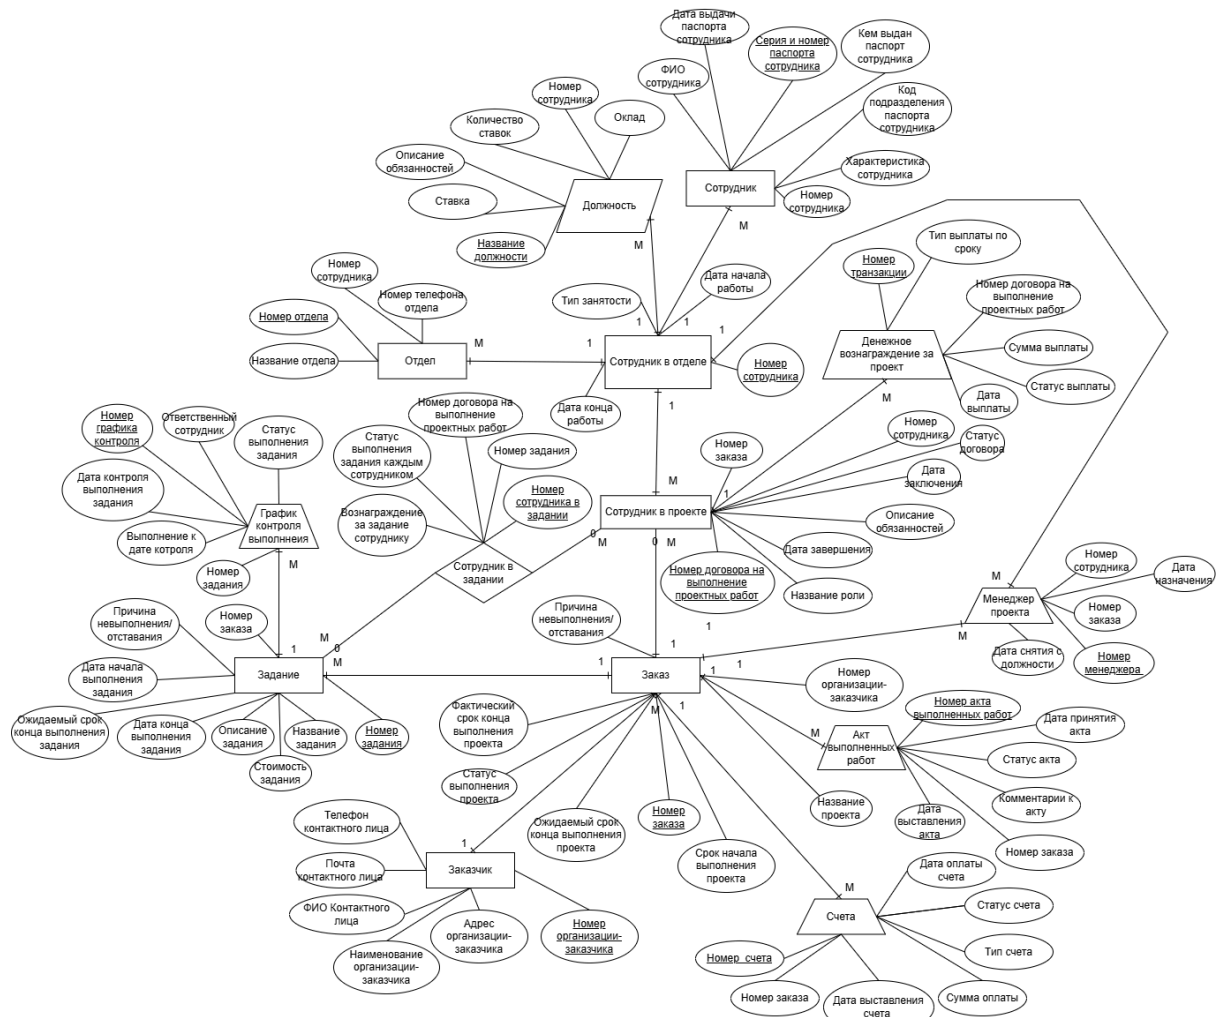 Дата выдачи
паспорта
сотрудника
Серия и номер
паспорта
сотрудника
Кем выдан
паспорт
сотрудника
ФИО
сотрудника
Код
подразделения
паспорта
сотрудника
Характеристика
сотрудника
Номер
сотрудника
Сотрудник
М
Номер
сотрудника
Оклад
Количество
ставок
Описание
обязанностей
Ставка
Название
должности
Должность
М
Номер
сотрудника
Номер телефона
отдела
Номер отдела
Название отдела
Отдел
М
1
Тип занятости
Дата начала
работы
1
1
1
Сотрудник в отделе
Номер
сотрудника
Дата конца
работы
1
Номер
транзакции
Тип выплаты по
сроку
Номер договора на
выполнение
проектных работ
Сумма выплаты
Статус выплаты
Дата
выплаты
Денежное
вознаграждение за
проект
М
Номер
графика
контроля
Ответственный
сотрудник
Статус
выполнения
задания
Дата контроля
выполнения
задания
Выполнение к
дате котроля
Номер
задания
График
контроля
выполннеия
М
Номер договора на
выполнение
проектных работ
Статус
выполнения
задания каждым
сотрудником
Номер задания
Номер
сотрудника в
задании
Вознаграждение
за задание
сотруднику
Сотрудник в
задании
0
М
М
0
Номер
заказа
Номер
сотрудника
Статус
договора
Дата
заключения
Описание
обязанностей
Дата завершения
Название роли
Номер договора на
выполнение
проектных работ
М
1
Сотрудник в проекте
0
М
Номер
сотрудника
Дата
назначения
Номер
заказа
Номер
менеджера
Дата снятия с
должности
М
Менеджер
проекта
М
1
Причина
невыполнения/
отставания
Номер
заказа
Дата начала
выполнения
задания
Ожидаемый срок
конца выполнения
задания
Дата конца
выполнения
задания
Описание
задания
Стоимость
задания
Название
задания
Номер
задания
1
Задание
М
1
Причина
невыполнения/
отставания
1
Заказ
1
1
М
1
Номер
организации-
заказчика
Фактический
срок конца
выполнения
проекта
Статус
выполнения
проекта
Ожидаемый срок
конца выполнения
проекта
Номер
заказа
Срок начала
выполнения
проекта
Название
проекта
Номер акта
выполненных работ
Дата принятия
акта
Статус акта
Комментарии к
акту
Номер заказа
Дата
выставления
акта
М
Акт
выполненных
работ
Телефон
контактного лица
Почта
контактного лица
ФИО Контактного
лица
Наименование
организации-
заказчика
Адрес
организации-
заказчика
Номер
организации-
заказчика
1
Заказчик
М
Счета
Дата оплаты
счета
Статус счета
Тип счета
Сумма оплаты
Номер счета
Номер заказа
Дата выставления
счета